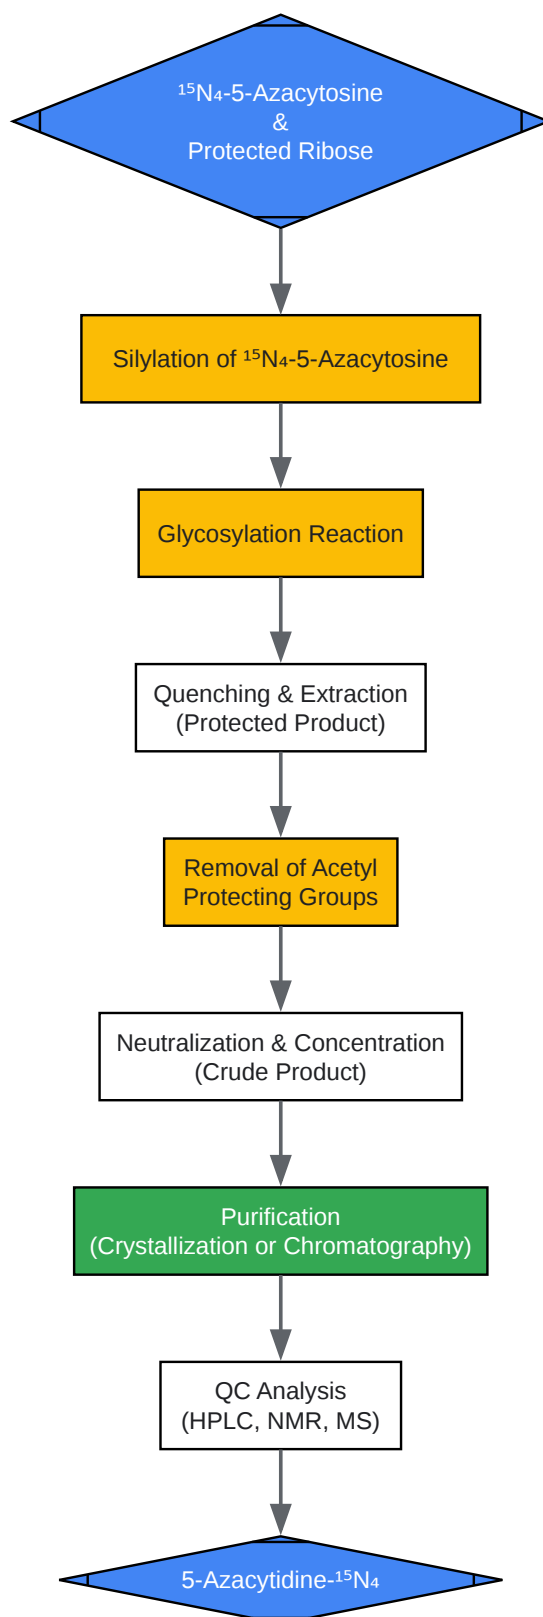 ¹⁵N₄-5-Azacytosine
&
Protected Ribose
Silylation of ¹⁵N₄-5-Azacytosine
Glycosylation Reaction
Quenching & Extraction
(Protected Product)
Removal of Acetyl
Protecting Groups
Neutralization & Concentration
(Crude Product)
Purification
(Crystallization or Chromatography)
QC Analysis
(HPLC, NMR, MS)
5-Azacytidine-¹⁵N₄